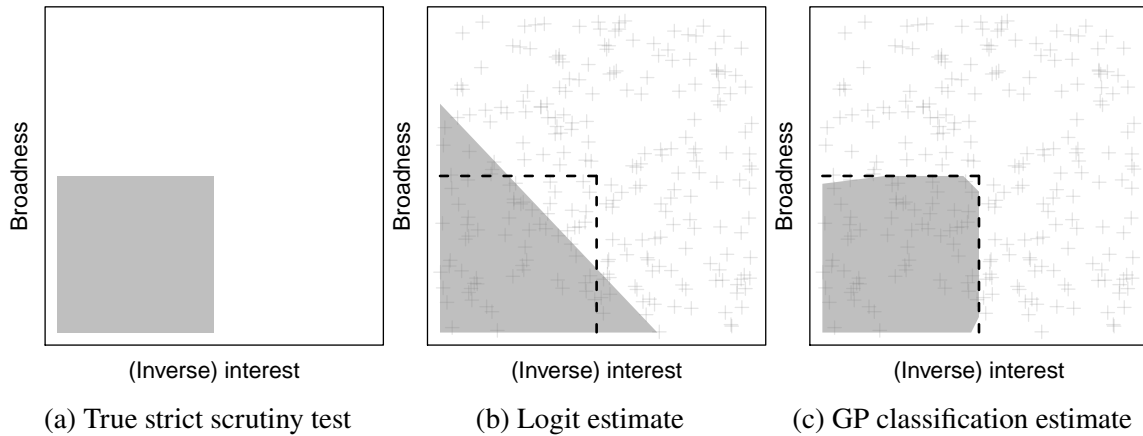 Broadness
(Inverse) interest
(a) True strict scrutiny test
Broadness
(Inverse) interest
(b) Logit estimate
Broadness
(Inverse) interest
(c) GP classification estimate